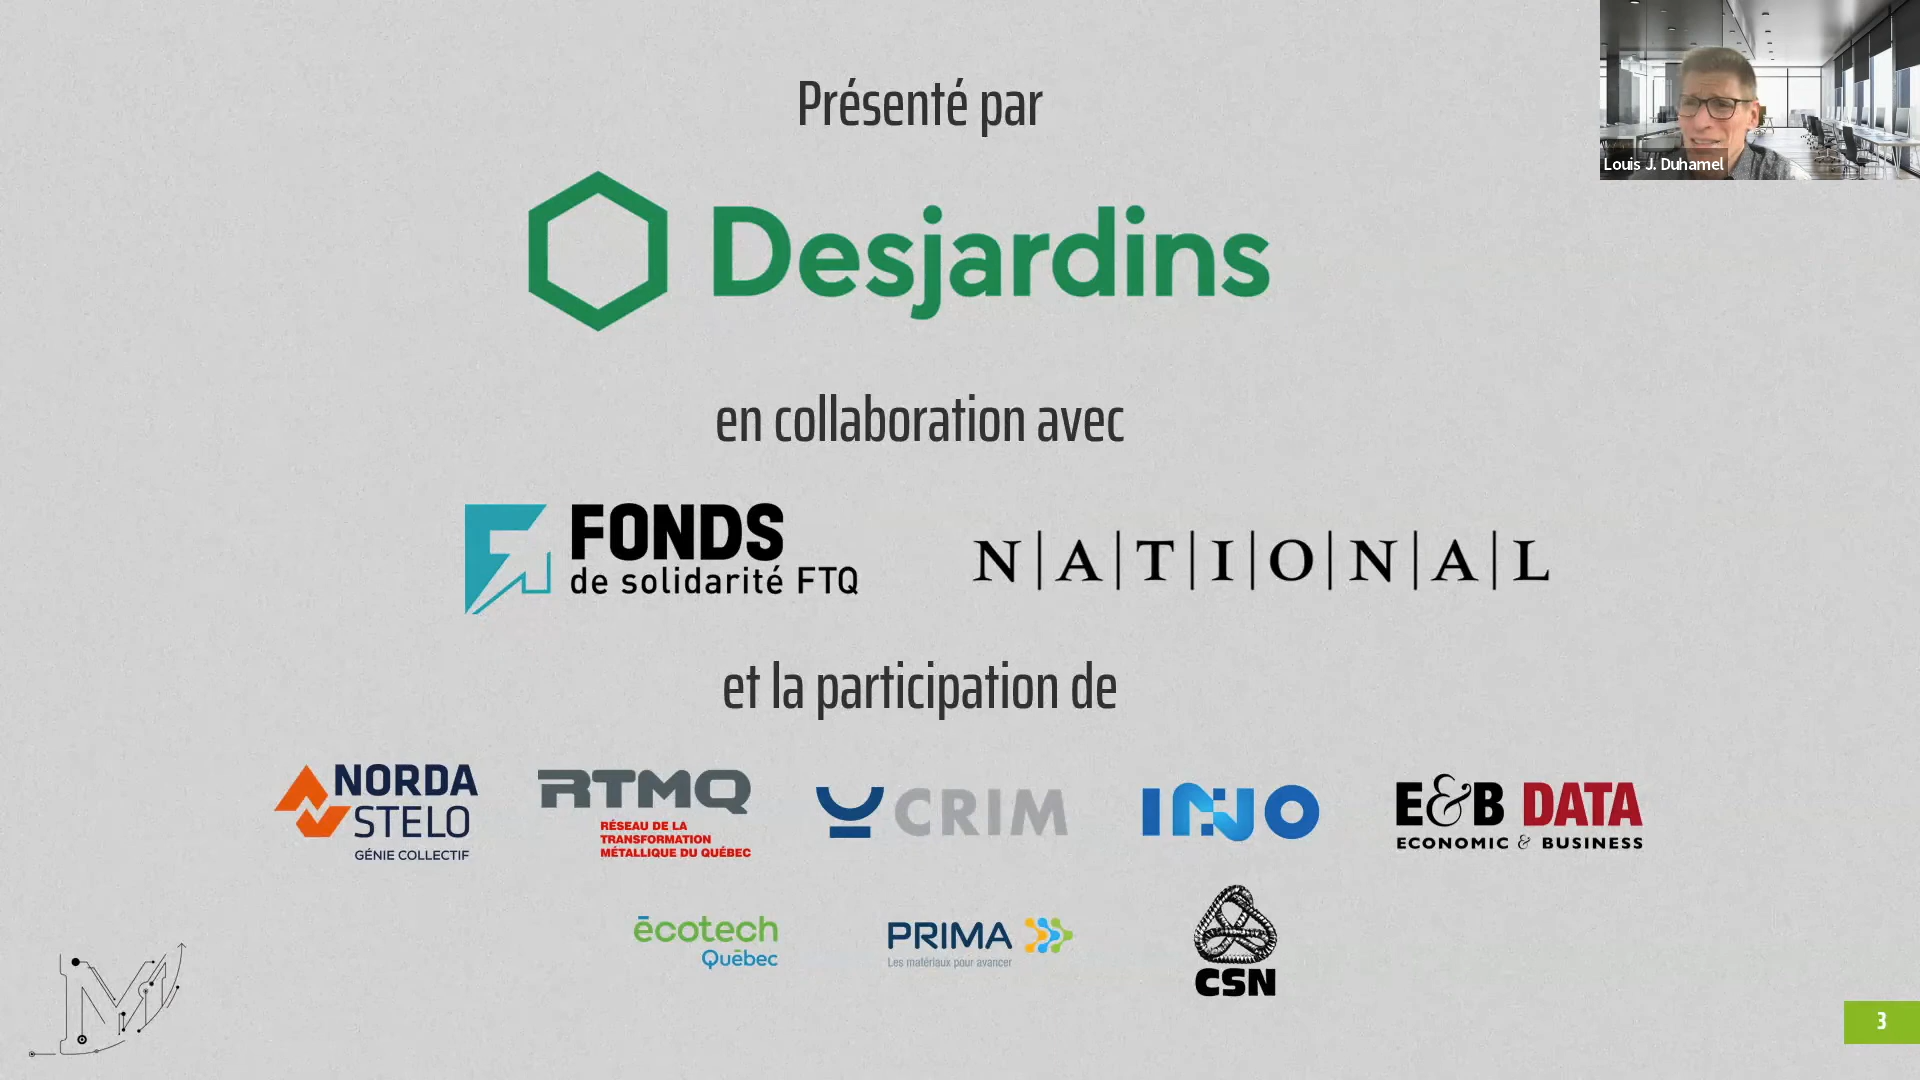 Présenté par
Louis J. Duhamel
Desjardins
en collaboration avec
FONDS
de solidarité FTQ
N|A|T|I|O|N|A|L
et la participation de
NORDA
STELO
GÉNIE COLLECTIF
RTMQ
RÉSEAU DE LA
TRANSFORMATION
MÉTALLIQUE DU QUÉBEC
CRIM
INO
E&B DATA
ECONOMIC & BUSINESS
écotech
Québec
PRIMA
Les matériaux pour avancer
CSN
M
3